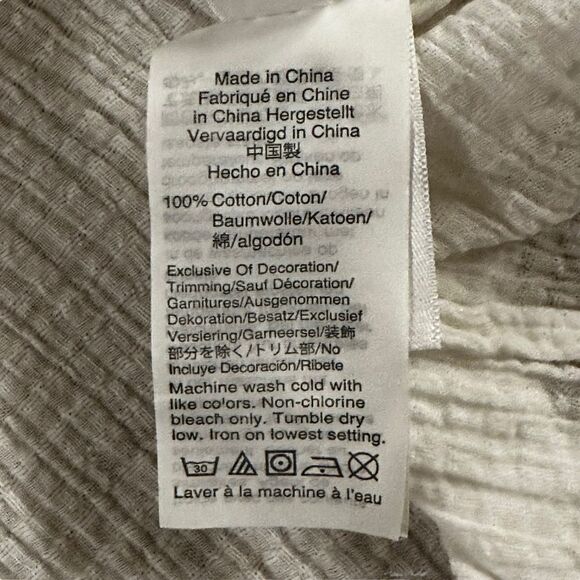 Made in China
Fabriqué en Chine
in China Hergestellt
Vervaardigd in China
中国製
Hecho en China
100% Cotton/Coton/
Baumwolle/Katoen/
綿/algodón
Exclusive Of Decoration/
Trimming/Sauf Décoration/
Garnitures/Ausgenommen
Dekoration/Besatz/Exclusief
Versiering/Garneersel/装飾
部分を除く/トリム部/No
Incluye Decoración/Ribete
Machine wash cold with
like colors. Non-chlorine
bleach only. Tumble dry
low. Iron on lowest setting.
30
Laver à la machine à l'eau